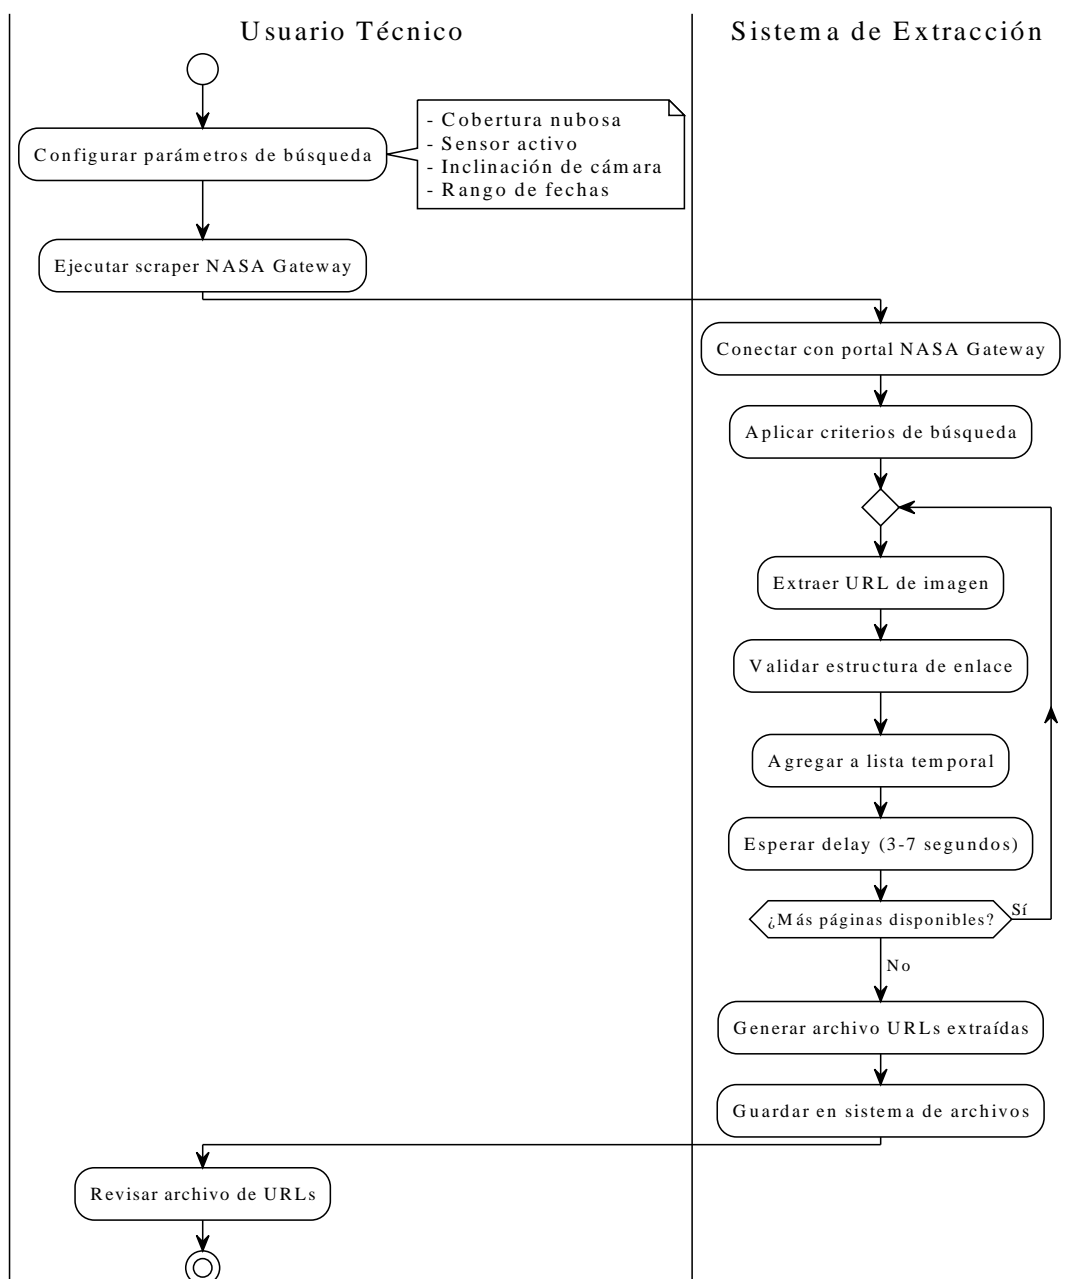 Usuario Técnico
Sistema de Extracción
Configurar parámetros de búsqueda
- Cobertura nubosa
- Sensor activo
- Inclinación de cámara
- Rango de fechas
Ejecutar scraper NASA Gateway
Conectar con portal NASA Gateway
Aplicar criterios de búsqueda
Extraer URL de imagen
Validar estructura de enlace
Agregar a lista temporal
Esperar delay (3-7 segundos)
¿Más páginas disponibles?
Sí
No
Generar archivo URLs extraídas
Guardar en sistema de archivos
Revisar archivo de URLs